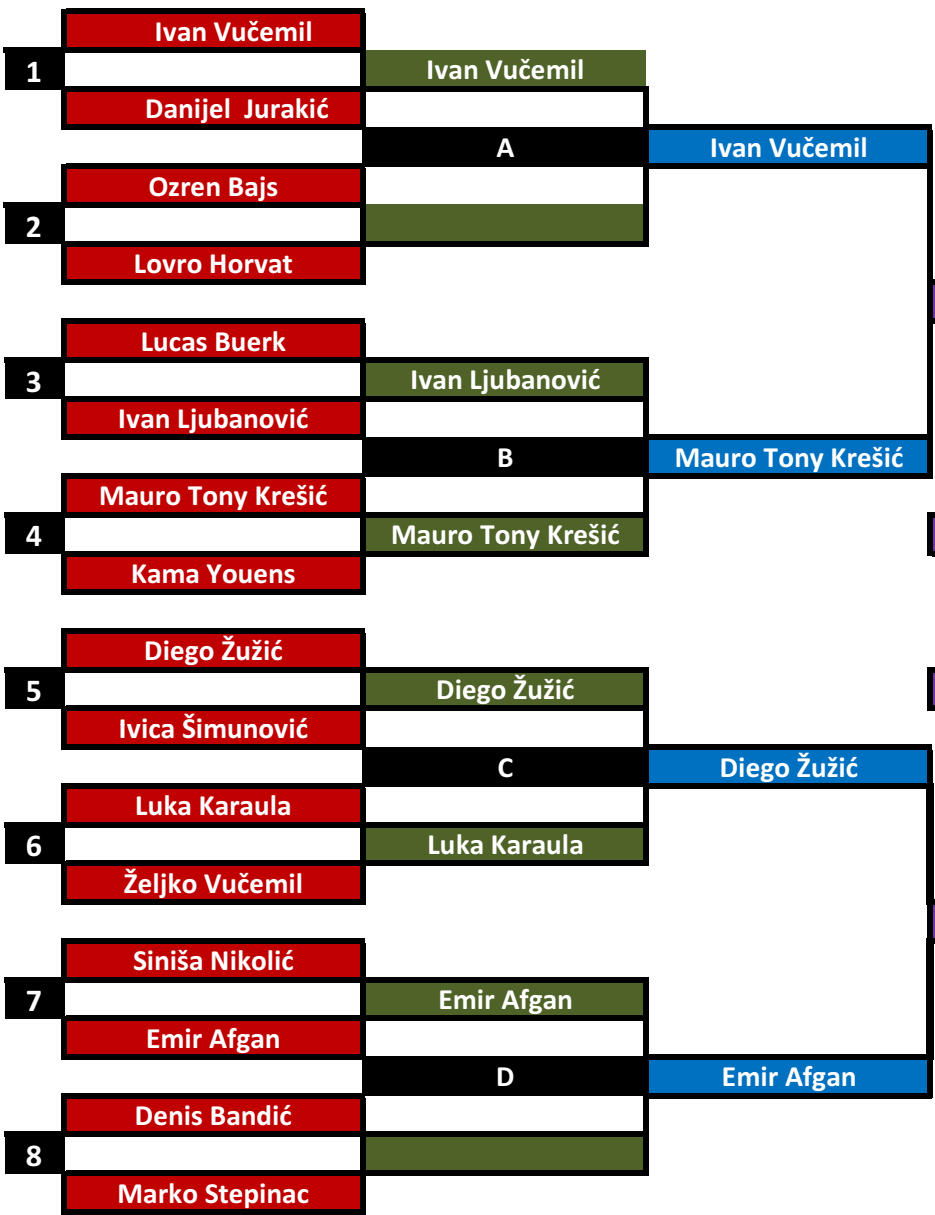 Ivan Vučemil
1
Ivan Vučemil
Danijel Jurakić
A
Ivan Vučemil
Ozren Bajs
2
Lovro Horvat
Lucas Buerk
3
Ivan Ljubanović
Ivan Ljubanović
B
Mauro Tony Krešić
Mauro Tony Krešić
4
Mauro Tony Krešić
Kama Youens
Diego Žužić
5
Diego Žužić
Ivica Šimunović
C
Diego Žužić
Luka Karaula
6
Luka Karaula
Željko Vučemil
Siniša Nikolić
7
Emir Afgan
Emir Afgan
D
Emir Afgan
Denis Bandić
8
Marko Stepinac